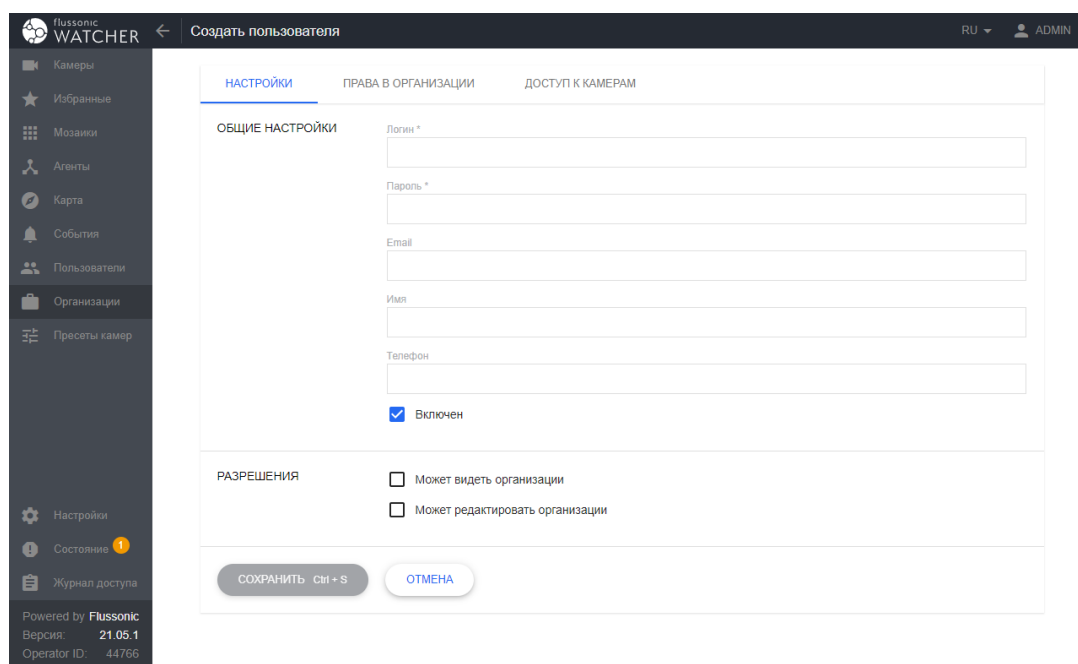 flussonic
WATCHER
Создать пользователя
RU
ADMIN
Камеры
Избранные
Мозаики
Агенты
Карта
События
Пользователи
Организации
Пресеты камер
Настройки
Состояние 1
Журнал доступа
Powered by Flussonic
Версия: 21.05.1
Operator ID: 44766
НАСТРОЙКИ ПРАВА В ОРГАНИЗАЦИИ ДОСТУП К КАМЕРАМ
ОБЩИЕ НАСТРОЙКИ
Логин *
Пароль *
Email
Имя
Телефон
Включен
РАЗРЕШЕНИЯ
Может видеть организации
Может редактировать организации
СОХРАНИТЬ Ctrl + S ОТМЕНА